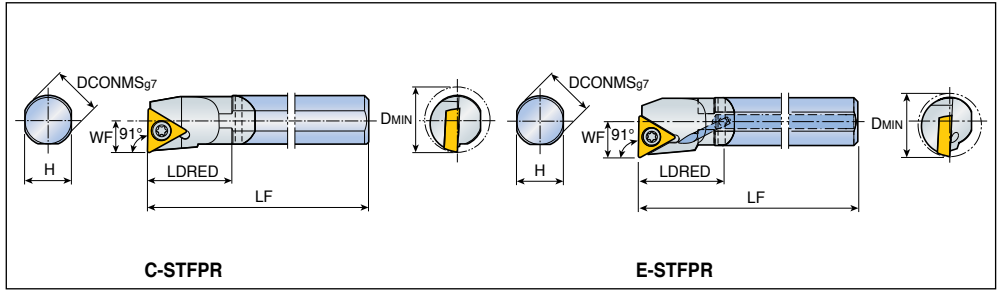 DCONMSg7
DMIN
WF 91°
H
LDRED
LF
C-STFPR
DCONMSg7
DMIN
WF 91°
H
LDRED
LF
E-STFPR